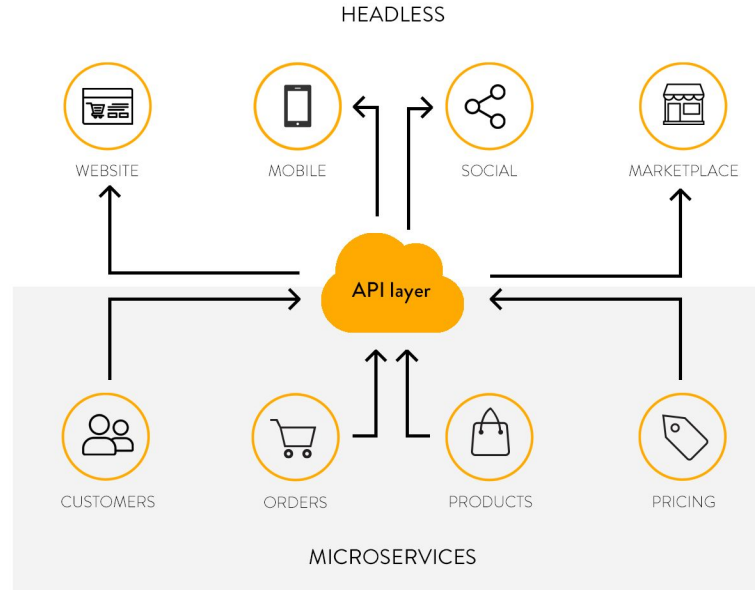 HEADLESS
WEBSITE
MOBILE
SOCIAL
MARKETPLACE
API layer
CUSTOMERS
ORDERS
PRODUCTS
PRICING
MICROSERVICES